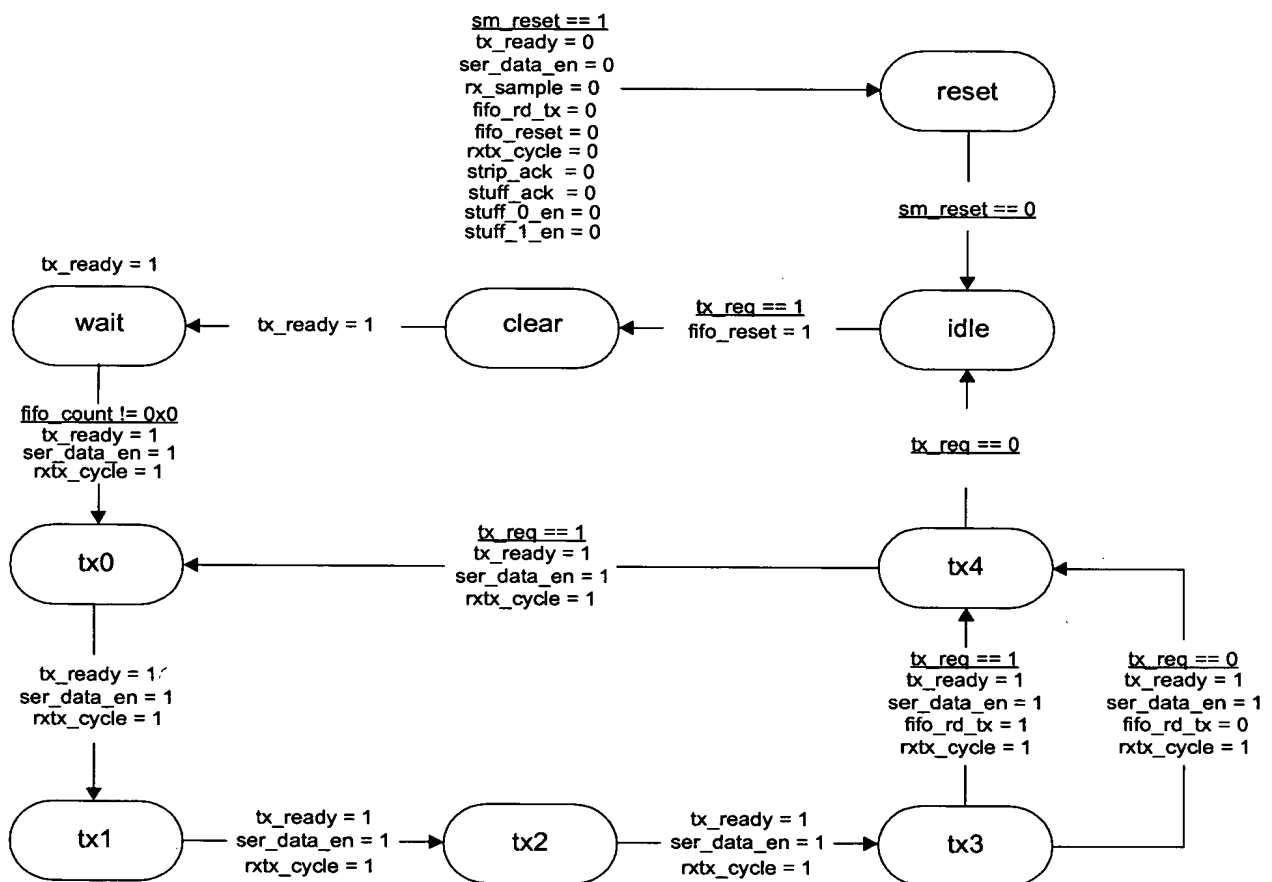 sm_reset == 1
tx_ready = 0
ser_data_en = 0
rx_sample = 0
fifo_rd_tx = 0
fifo_reset = 0
rxtx_cycle = 0
strip_ack = 0
stuff_ack = 0
stuff_0_en = 0
stuff_1_en = 0
reset
sm_reset == 0
tx_ready = 1
wait
tx_ready = 1
clear
tx_req == 1
fifo_reset = 1
idle
fifo_count != 0x0
tx_ready = 1
ser_data_en = 1
rxtx_cycle = 1
tx_req == 0
tx0
tx_req == 1
tx_ready = 1
ser_data_en = 1
rxtx_cycle = 1
tx4
tx_ready = 1
ser_data_en = 1
rxtx_cycle = 1
tx_req == 1
tx_ready = 1
ser_data_en = 1
fifo_rd_tx = 1
rxtx_cycle = 1
tx_req == 0
tx_ready = 1
ser_data_en = 1
fifo_rd_tx = 0
rxtx_cycle = 1
tx1
tx_ready = 1
ser_data_en = 1
rxtx_cycle = 1
tx2
tx_ready = 1
ser_data_en = 1
rxtx_cycle = 1
tx3